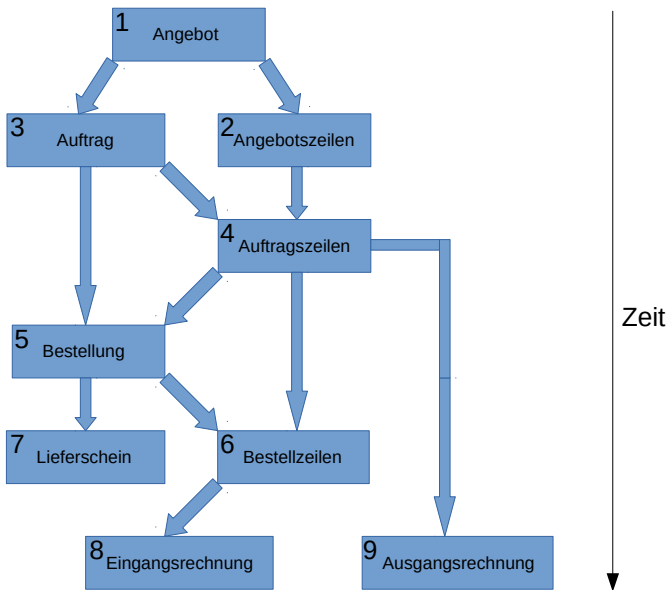 1 Angebot
3 Auftrag
2 Angebotszeilen
4 Auftragszeilen
Zeit
5 Bestellung
7 Lieferschein
6 Bestellzeilen
8 Eingangsrechnung
9 Ausgangsrechnung